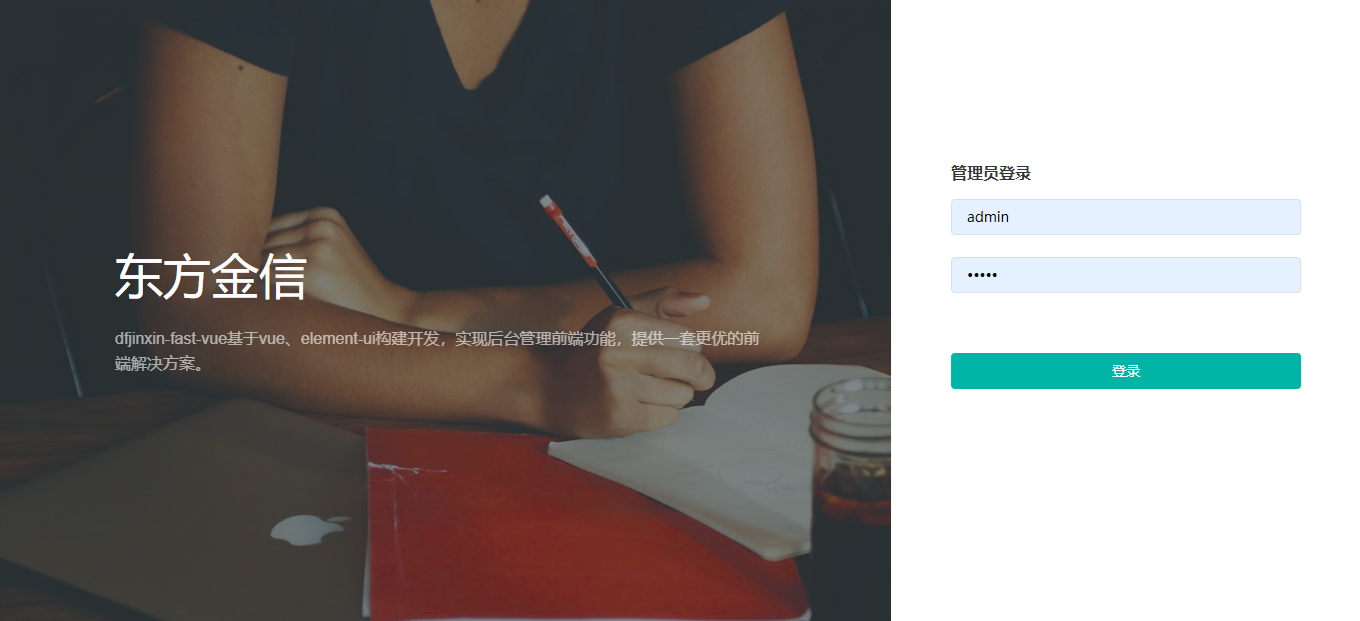 东方金信
dfjinxin-fast-vue基于vue、element-ui构建开发，实现后台管理前端功能，提供一套更优的前
端解决方案。
管理员登录
admin
•••••
登录